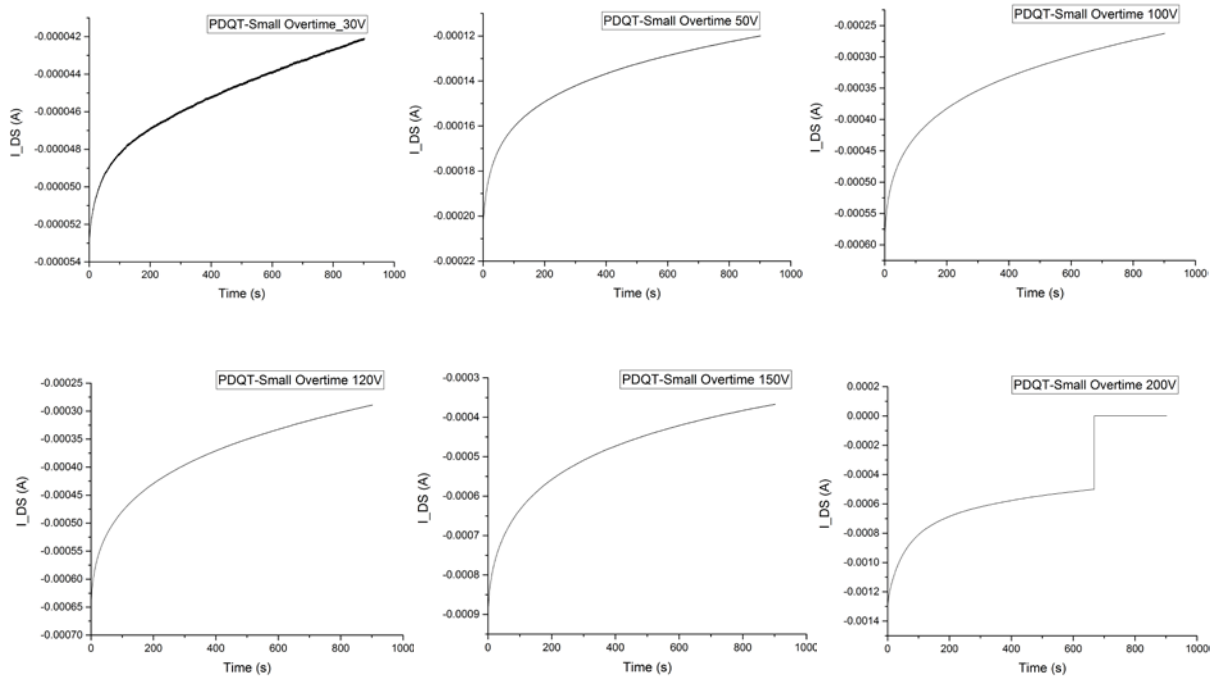 PDQT-Small Overtime_30V
-0.000042
-0.000044
-0.000046
-0.000048
-0.000050
-0.000052
-0.000054
I_DS (A)
0 200 400 600 800 1000
Time (s)
PDQT-Small Overtime 50V
-0.00012
-0.00014
-0.00016
-0.00018
-0.00020
-0.00022
I_DS (A)
0 200 400 600 800 1000
Time (s)
PDQT-Small Overtime 100V
-0.00025
-0.00030
-0.00035
-0.00040
-0.00045
-0.00050
-0.00055
-0.00060
I_DS (A)
0 200 400 600 800 1000
Time (s)
PDQT-Small Overtime 120V
-0.00025
-0.00030
-0.00035
-0.00040
-0.00045
-0.00050
-0.00055
-0.00060
-0.00065
-0.00070
I_DS (A)
0 200 400 600 800 1000
Time (s)
PDQT-Small Overtime 150V
-0.0003
-0.0004
-0.0005
-0.0006
-0.0007
-0.0008
-0.0009
I_DS (A)
0 200 400 600 800 1000
Time (s)
PDQT-Small Overtime 200V
0.0002
0.0000
-0.0002
-0.0004
-0.0006
-0.0008
-0.0010
-0.0012
-0.0014
I_DS (A)
0 200 400 600 800 1000
Time (s)